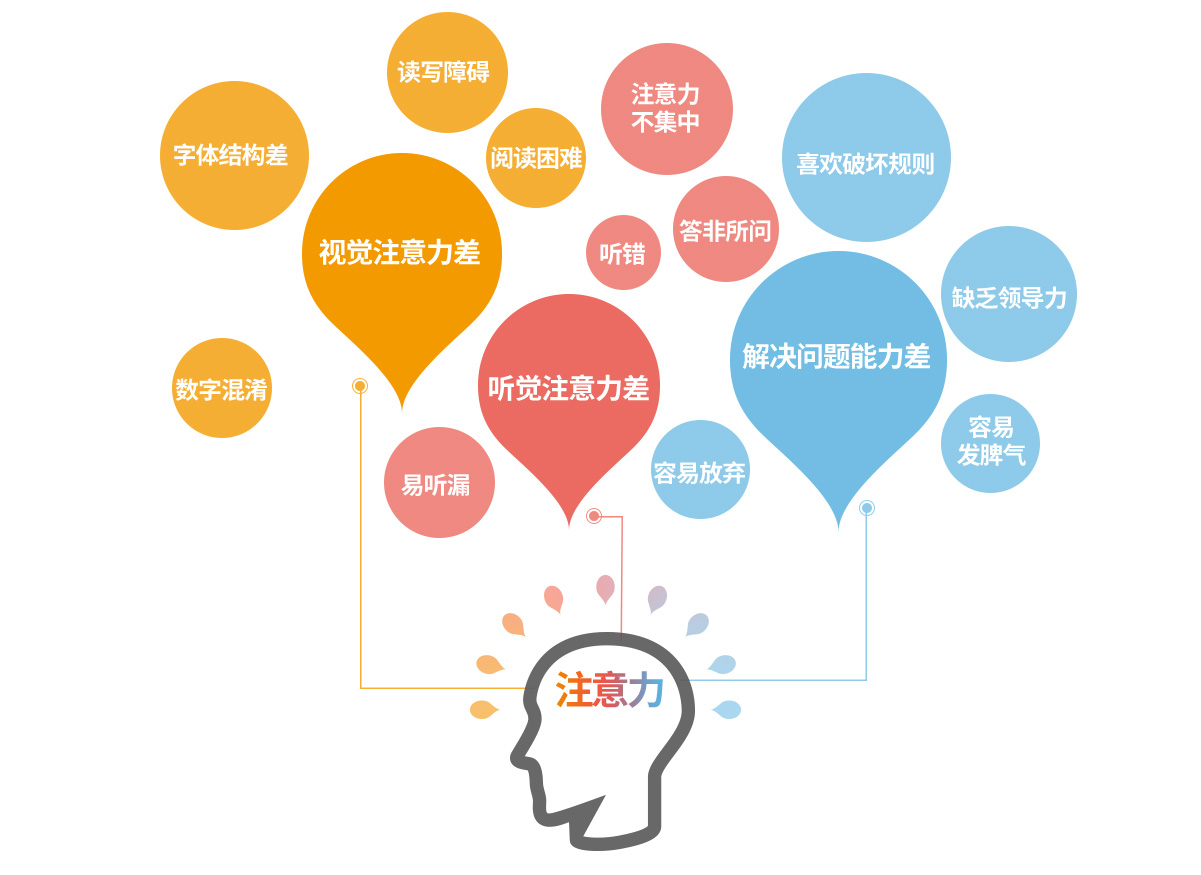 读写障碍
字体结构差
阅读困难
视觉注意力差
数字混淆
注意力
不集中
答非所问
听错
听觉注意力差
易听漏
喜欢破坏规则
缺乏领导力
解决问题能力差
容易
发脾气
容易放弃
注意力